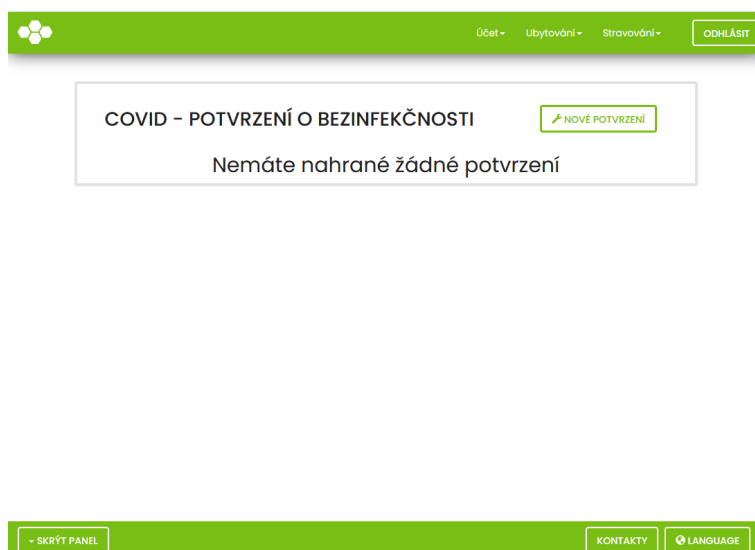 Účet Ubytování Stravování ODHLÁSIT
COVID - POTVRZENÍ O BEZINFEKČNOSTI NOVÉ POTVRZENÍ
Nemáte nahrané žádné potvrzení
SKRÝT PANEL KONTAKTY LANGUAGE